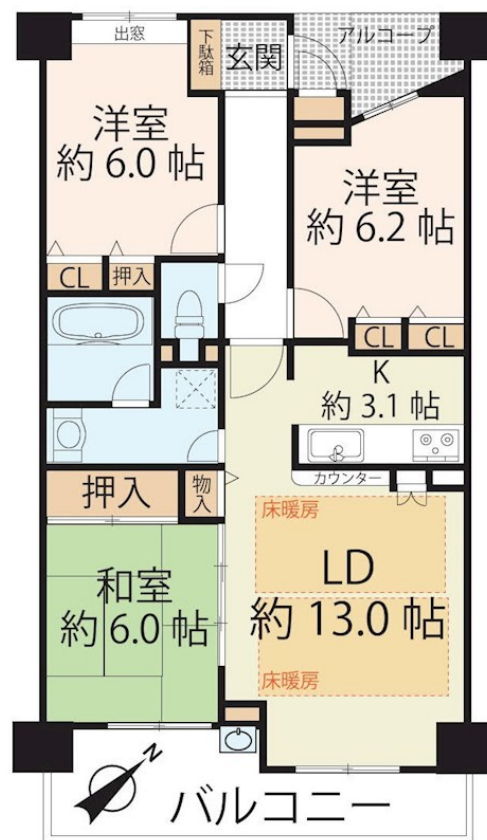 出窓
下駄箱
玄関
アルコープ
洋室
約 6.0 帖
洋室
約 6.2 帖
CL
押入
CL
CL
K
約 3.1 帖
カウンター
押入
物入
床暖房
和室
約 6.0 帖
LD
約 13.0 帖
床暖房
N
バルコニー